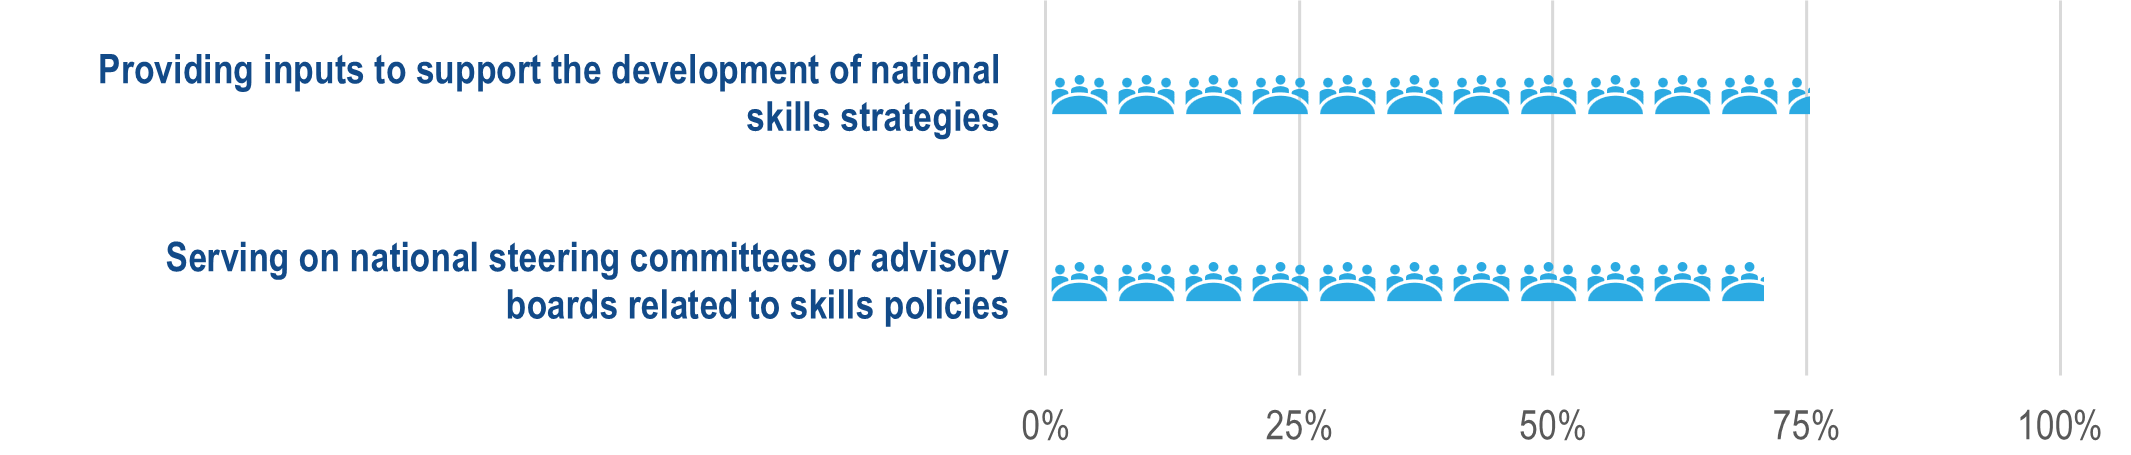 Providing inputs to support the development of national
skills strategies
Serving on national steering committees or advisory
boards related to skills policies
0% 25% 50% 75% 100%